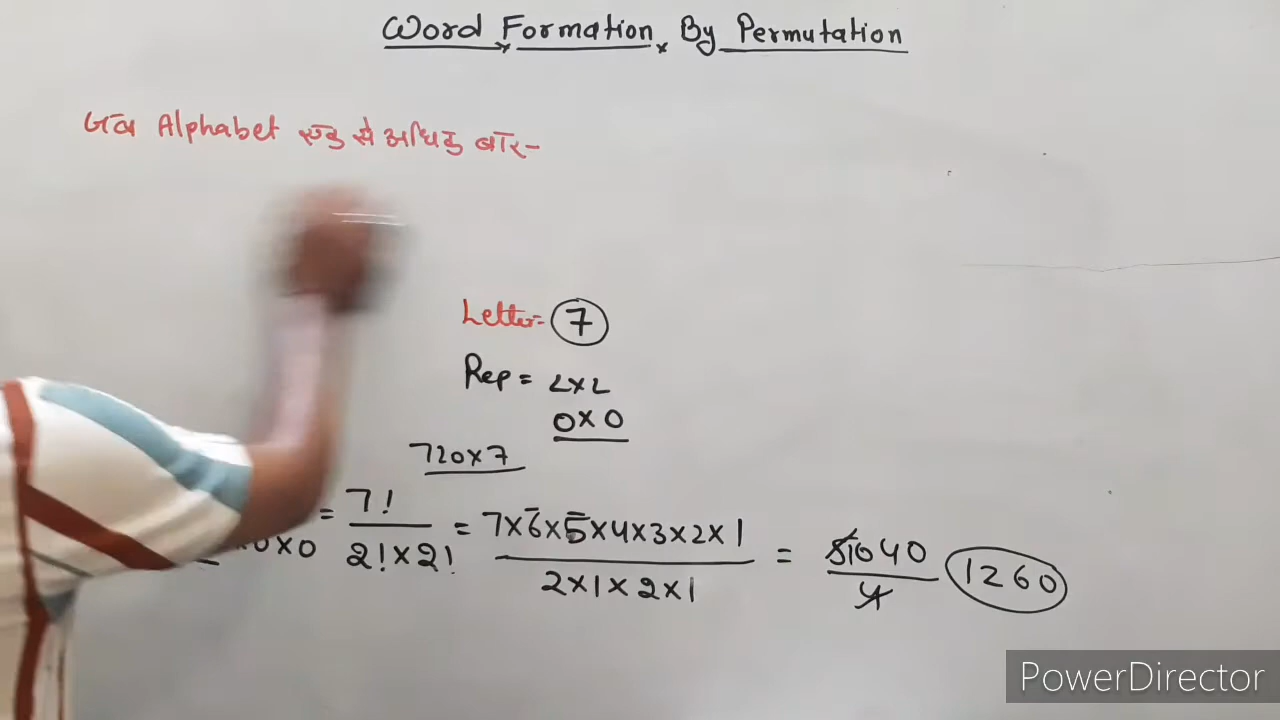 Word Formation By Permutation
जब Alphabet एक से अधिक बार-
Letter= 7
Rep = L×L
O×O
720×7
×O×O = 7! / 2!×2! = 7×6×5×4×3×2×1 / 2×1×2×1 = 5040 / 4 1260
PowerDirector